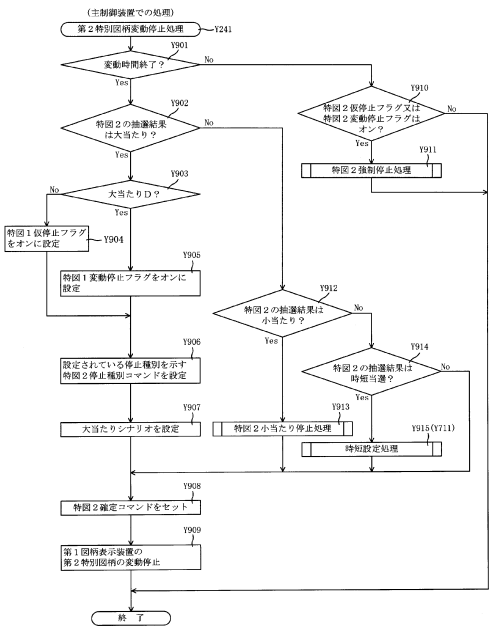 (主制御装置での処理)
第2特別図柄変動停止処理
Y241
Y901
変動時間終了?
No
Yes
Y902
特図2の抽選結果
は大当たり?
No
Yes
Y903
大当たりD?
No
Yes
特図1仮停止フラグ
をオンに設定
Y904
Y905
特図1変動停止フラグをオンに
設定
Y906
設定されている停止種別を示す
特図2停止種別コマンドを設定
Y907
大当たりシナリオを設定
Y908
特図2確定コマンドをセット
Y909
第1図柄表示装置の
第2特別図柄の変動停止
終 了
Y910
特図2仮停止フラグ又は
特図2変動停止フラグは
オン?
No
Yes
Y911
特図2強制停止処理
Y912
特図2の抽選結果は
小当たり?
No
Yes
Y913
特図2小当たり停止処理
Y914
特図2の抽選結果は
時短当選?
No
Yes
Y915(Y711)
時短設定処理